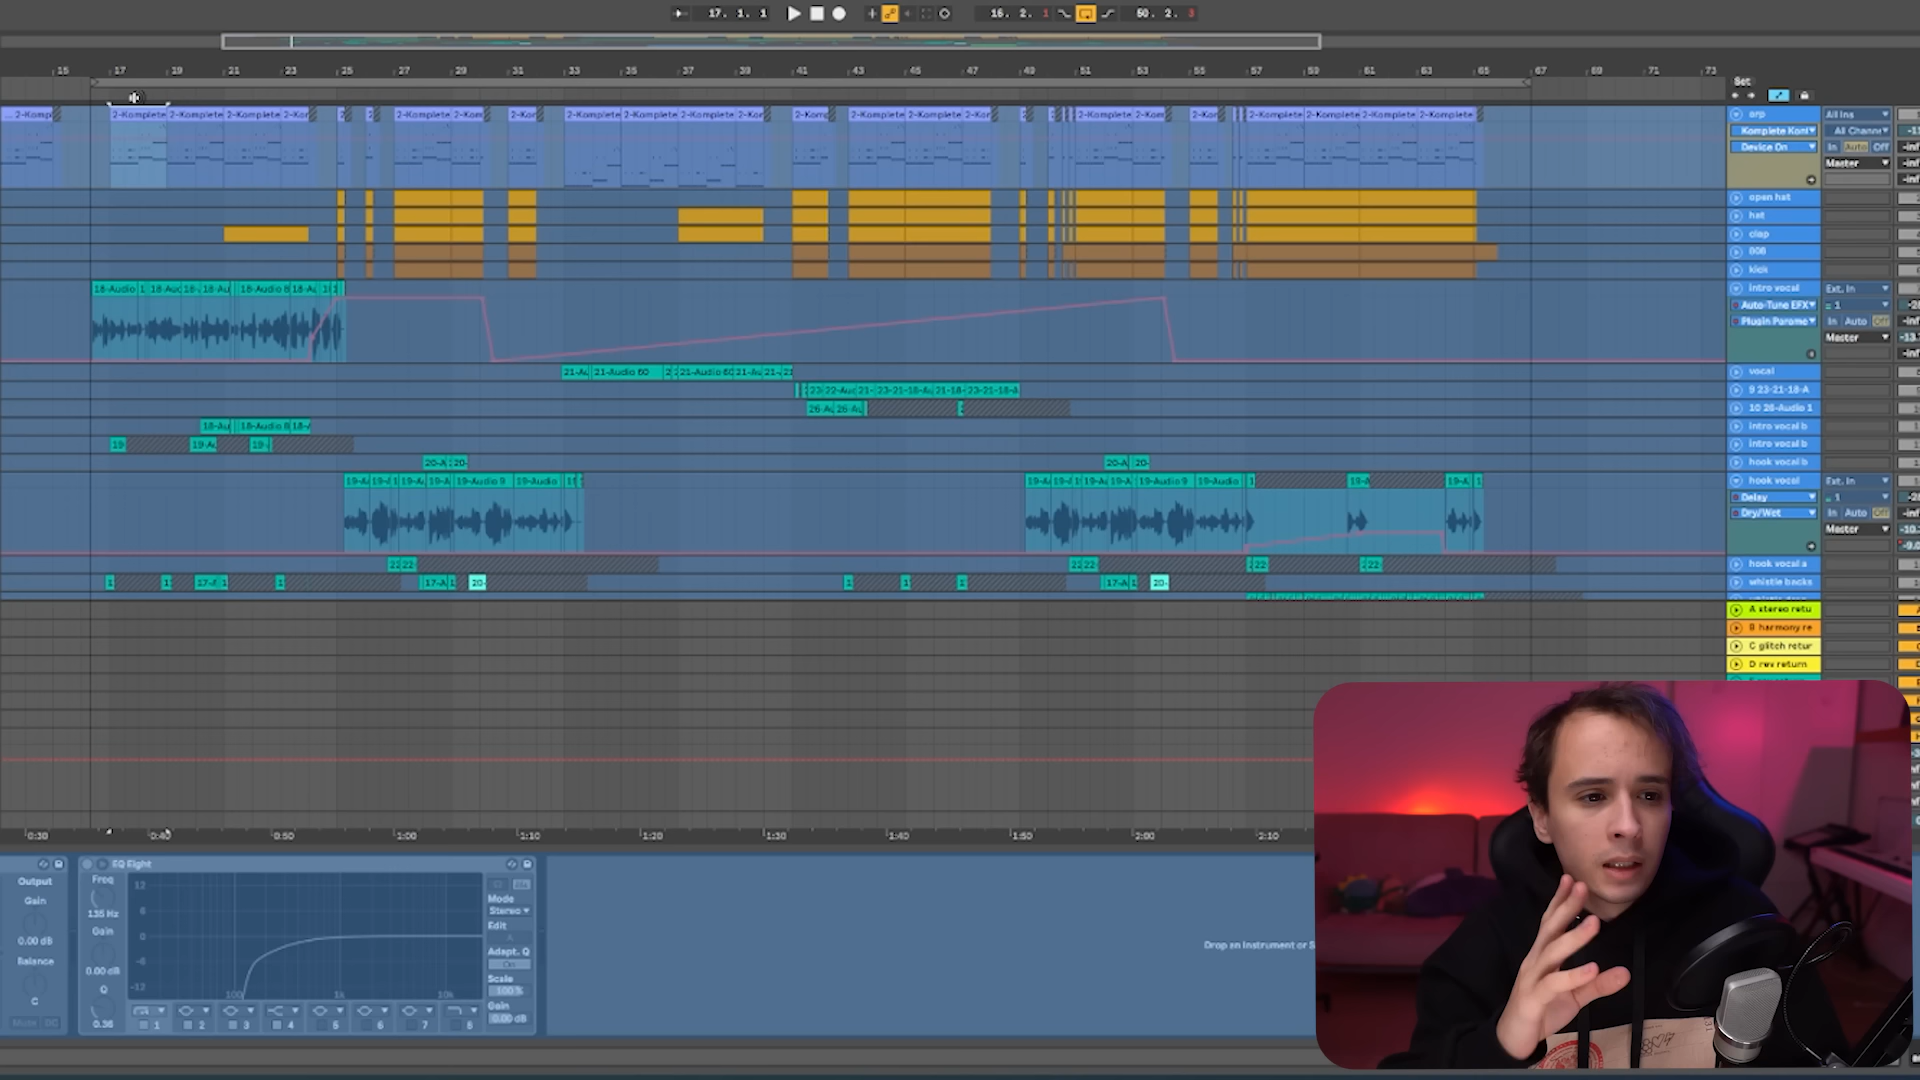 17. 1. 1
16. 2. 1
50. 2. 3
15 17 19 21 23 25 27 29 31 33 35 37 39 41 43 45 47 49 51 53 55 57 59 61 63 65 67 69 71 73
Set
2-Komplete 2-Komplete 2-Komplete 2-Kor
2-Komplete 2-Kom
2-Kor
2-Komplete 2-Komplete 2-Komplete 2-Kom
2-Komp
2-Komplete 2-Komplete 2-Kor
2-Komplete 2-Kom
2-Kom
2-Komplete 2-Komplete 2-Komplete 2-Komplete
arp
All Ins
Komplete Kont
All Channe
Device On
In Auto Off
Master
open hat
hat
clap
808
kick
18-Audio 1 18-Auc 18- 18-Au 18-Audio 8 18-Au
intro vocal
Ext. In
Auto-Tune EFX
1
Plugin Parame
In Auto Off
Master
21-Au 21-Audio 60 2 21-Audio 60 21-Au 21- 21
vocal
23 22-Aud 21- 23-21-18-Au 21-18- 23-21-18-A
9 23-21-18-A
26-Au 26-Au
10 26-Audio 1
18-Au 18-Audio 8 18-A
intro vocal b
19- 19-Au 19-
intro vocal b
20-A 20-
20-A 20-
hook vocal b
19-A 19-A 1 19-A 19-A 19-Audio 9 19-Audio
19-A 19-A 1 19-A 19-A 19-Audio 9 19-Audio 1
19-A
19-A 1
hook vocal
Ext. In
Delay
1
Dry/Wet
In Auto Off
Master
22 22-
22 22-
22-
22-
hook vocal a
17-A 1
17-A 1 20-
17-A 1 20-
whistle backs
A stereo retu
B harmony re
C glitch retur
D rev return
0:30 0:40 0:50 1:00 1:10 1:20 1:30 1:40 1:50 2:00 2:10
EQ Eight
Output
Gain
0.00 dB
Balance
C
Mute DC
Freq
135 Hz
Gain
0.00 dB
Q
0.36
12
6
0
-6
-12
100 1k 10k
1 2 3 4 5 6 7 8
Mode
Stereo
Edit
A
Adapt. Q
On
Scale
100 %
Gain
0.00 dB
Drop an Instrument or S